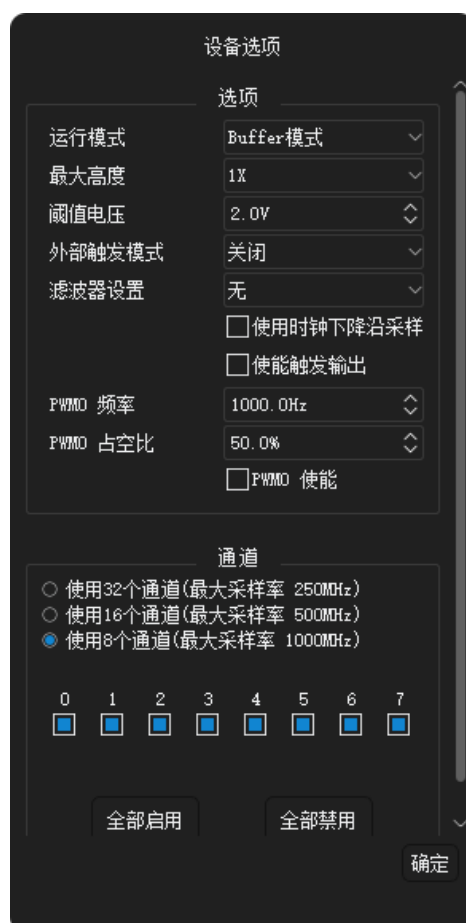 设备选项
选项
运行模式 Buffer模式
最大高度 1X
阈值电压 2.0V
外部触发模式 关闭
滤波器设置 无
使用时钟下降沿采样
使能触发输出
PWM0 频率 1000.0Hz
PWM0 占空比 50.0%
PWM0 使能
通道
使用32个通道(最大采样率 250MHz)
使用16个通道(最大采样率 500MHz)
使用8个通道(最大采样率 1000MHz)
0 1 2 3 4 5 6 7
全部启用 全部禁用
确定